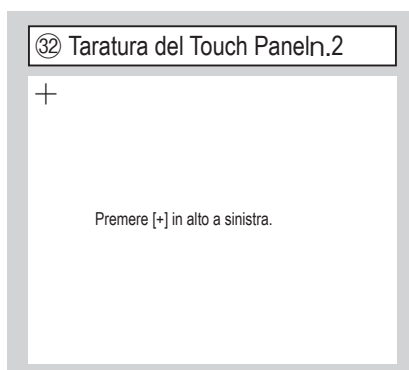 ㉜ Taratura del Touch Paneln.2
+
Premere [+] in alto a sinistra.